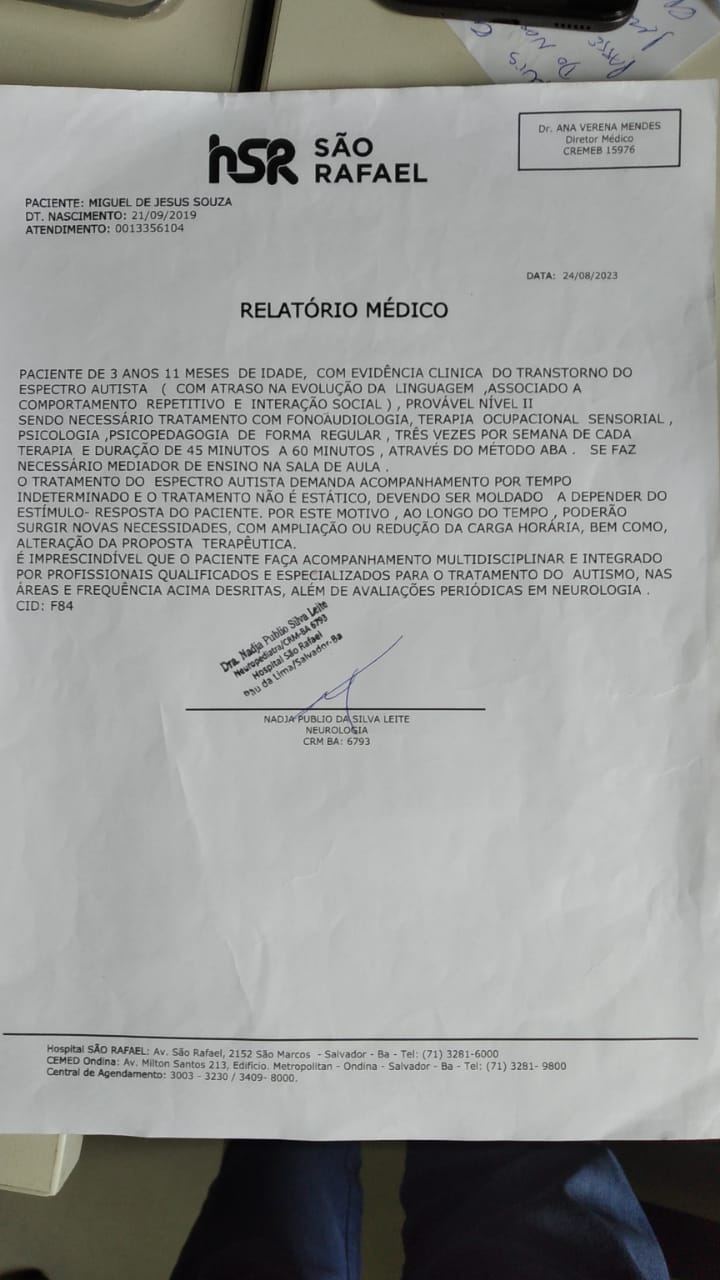 hsr SÃO
RAFAEL
Dr. ANA VERENA MENDES
Diretor Médico
CREMEB 15976
PACIENTE: MIGUEL DE JESUS SOUZA
DT. NASCIMENTO: 21/09/2019
ATENDIMENTO: 0013356104
DATA: 24/08/2023
RELATÓRIO MÉDICO
PACIENTE DE 3 ANOS 11 MESES DE IDADE, COM EVIDÊNCIA CLINICA DO TRANSTORNO DO
ESPECTRO AUTISTA ( COM ATRASO NA EVOLUÇÃO DA LINGUAGEM ,ASSOCIADO A
COMPORTAMENTO REPETITIVO E INTERAÇÃO SOCIAL ) , PROVÁVEL NÍVEL II
SENDO NECESSÁRIO TRATAMENTO COM FONOAUDIOLOGIA, TERAPIA OCUPACIONAL SENSORIAL ,
PSICOLOGIA ,PSICOPEDAGOGIA DE FORMA REGULAR , TRÊS VEZES POR SEMANA DE CADA
TERAPIA E DURAÇÃO DE 45 MINUTOS A 60 MINUTOS , ATRAVÉS DO MÉTODO ABA . SE FAZ
NECESSÁRIO MEDIADOR DE ENSINO NA SALA DE AULA .
O TRATAMENTO DO ESPECTRO AUTISTA DEMANDA ACOMPANHAMENTO POR TEMPO
INDETERMINADO E O TRATAMENTO NÃO É ESTÁTICO, DEVENDO SER MOLDADO A DEPENDER DO
ESTÍMULO- RESPOSTA DO PACIENTE. POR ESTE MOTIVO , AO LONGO DO TEMPO , PODERÃO
SURGIR NOVAS NECESSIDADES, COM AMPLIAÇÃO OU REDUÇÃO DA CARGA HORÁRIA, BEM COMO,
ALTERAÇÃO DA PROPOSTA TERAPÊUTICA.
É IMPRESCINDÍVEL QUE O PACIENTE FAÇA ACOMPANHAMENTO MULTIDISCIPLINAR E INTEGRADO
POR PROFISSIONAIS QUALIFICADOS E ESPECIALIZADOS PARA O TRATAMENTO DO AUTISMO, NAS
ÁREAS E FREQUÊNCIA ACIMA DESRITAS, ALÉM DE AVALIAÇÕES PERIÓDICAS EM NEUROLOGIA .
CID: F84
Dra. Nadja Publio Silva Leite
Neuropediatra/CRM-BA 6793
Hospital São Rafael
Pau da Lima/Salvador-Ba
NADJA PUBLIO DA SILVA LEITE
NEUROLOGIA
CRM BA: 6793
Hospital SÃO RAFAEL: Av. São Rafael, 2152 São Marcos - Salvador - Ba - Tel: (71) 3281-6000
CEMED Ondina: Av. Milton Santos 213, Edifício. Metropolitan - Ondina - Salvador - Ba - Tel: (71) 3281- 9800
Central de Agendamento: 3003 - 3230 / 3409- 8000.